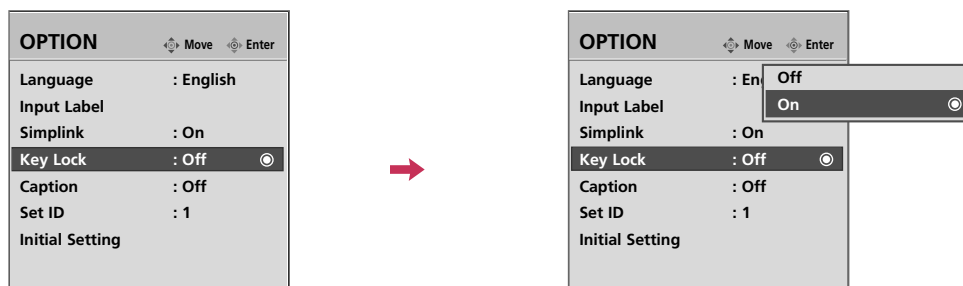 OPTION
Move Enter
Language : English
Input Label
Simplink : On
Key Lock : Off
Caption : Off
Set ID : 1
Initial Setting
OPTION
Move Enter
Language : En
Off
Input Label
On
Simplink : On
Key Lock : Off
Caption : Off
Set ID : 1
Initial Setting